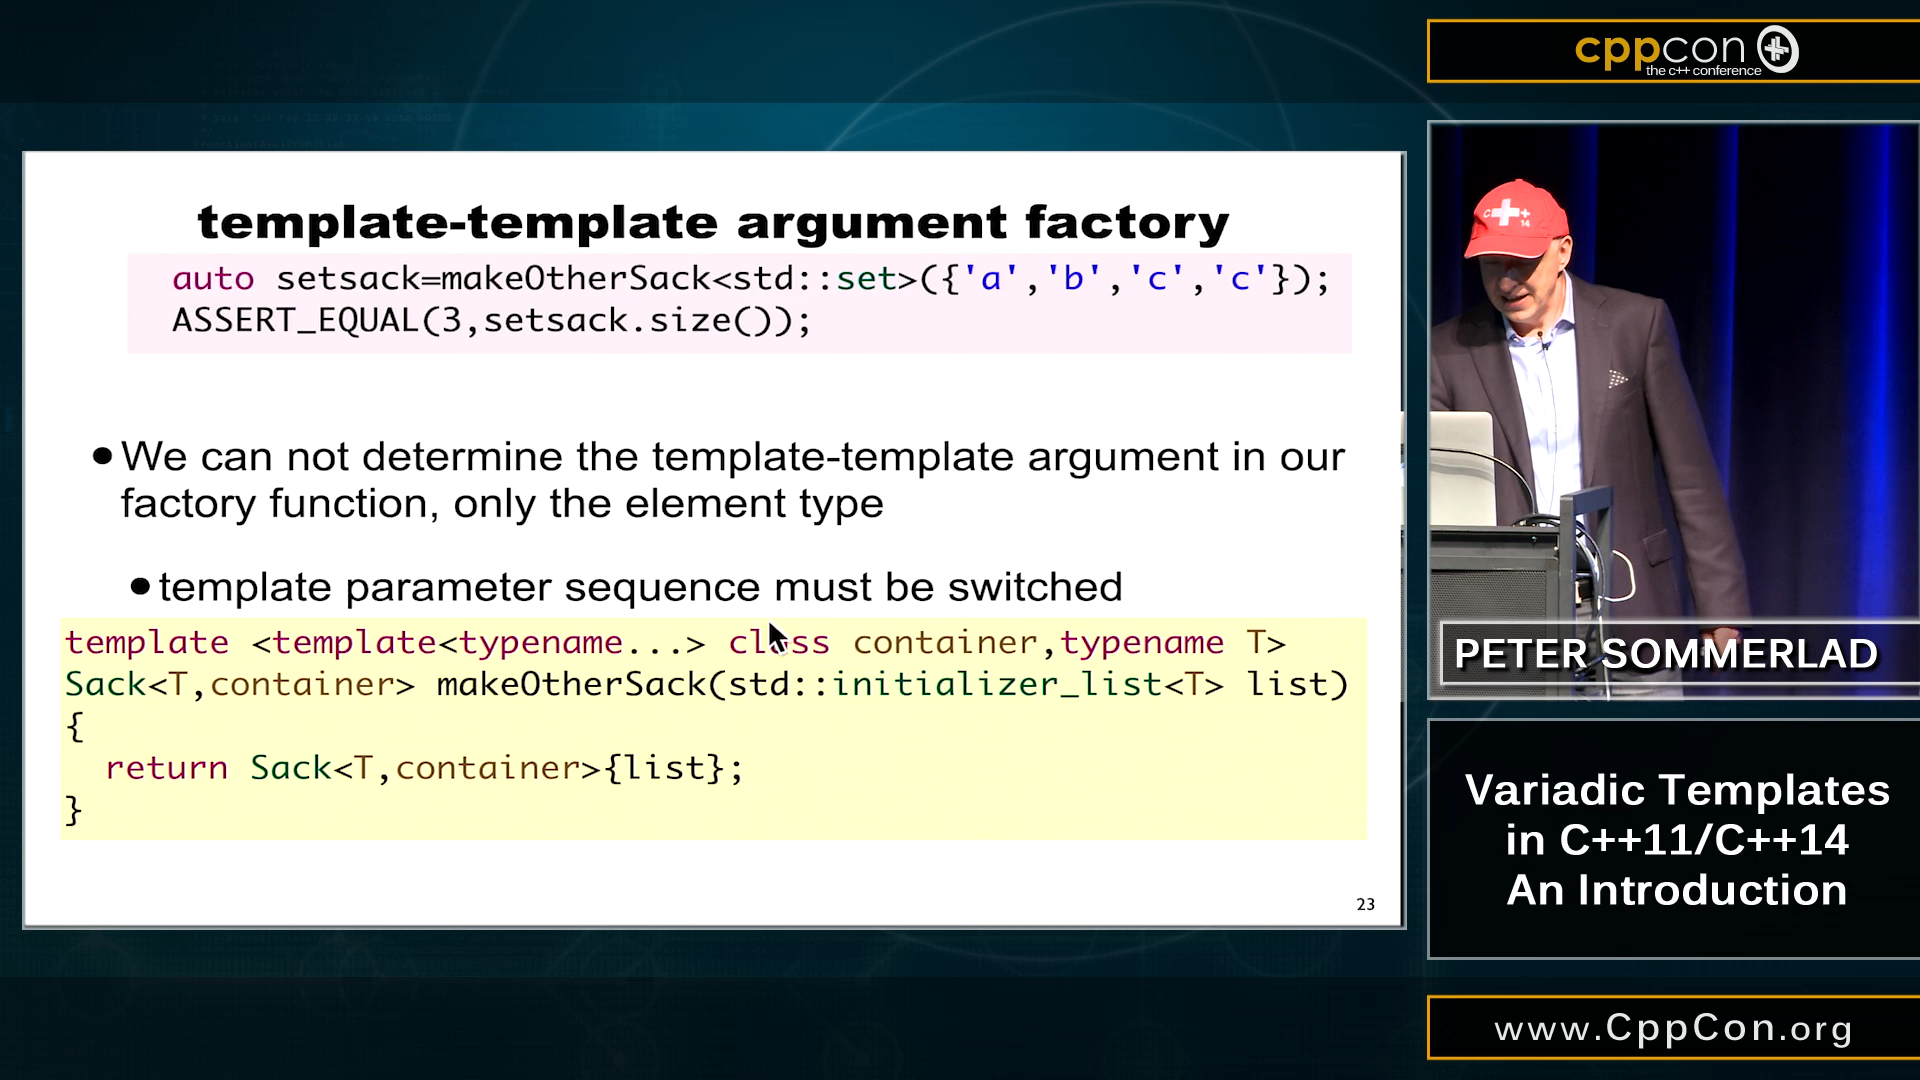 cppcon
the c++ conference
template-template argument factory
auto setsack=makeOtherSack<std::set>({'a','b','c','c'});
ASSERT_EQUAL(3,setsack.size());
•We can not determine the template-template argument in our
factory function, only the element type
•template parameter sequence must be switched
template <template<typename...> class container,typename T>
Sack<T,container> makeOtherSack(std::initializer_list<T> list)
{
return Sack<T,container>{list};
}
23
C++
14
PETER SOMMERLAD
Variadic Templates
in C++11/C++14
An Introduction
www.CppCon.org